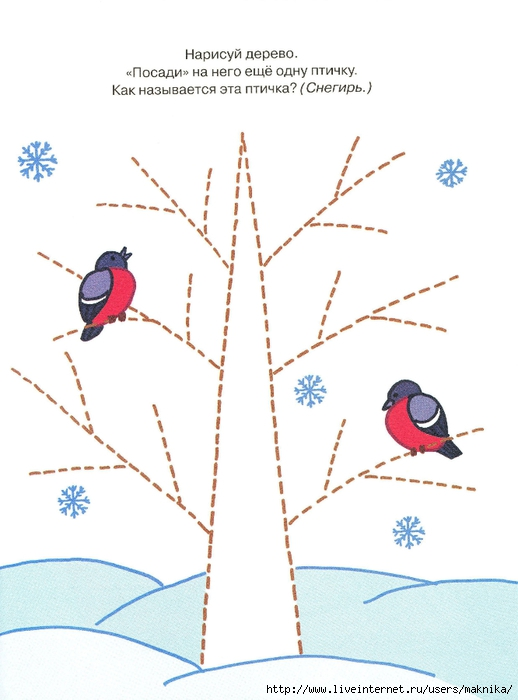 Нарисуй дерево.
«Посади» на него ещё одну птичку.
Как называется эта птичка? (Снегирь.)
http://www.liveinternet.ru/users/maknika/